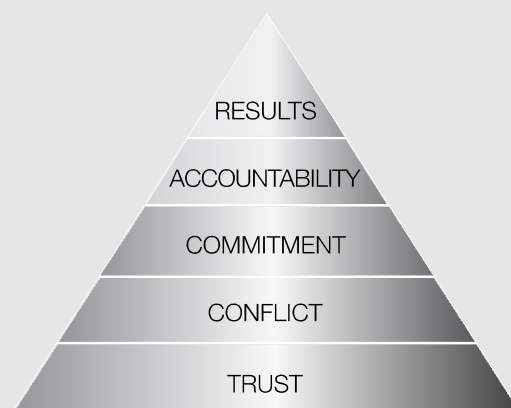 RESULTS
ACCOUNTABILITY
COMMITMENT
CONFLICT
TRUST